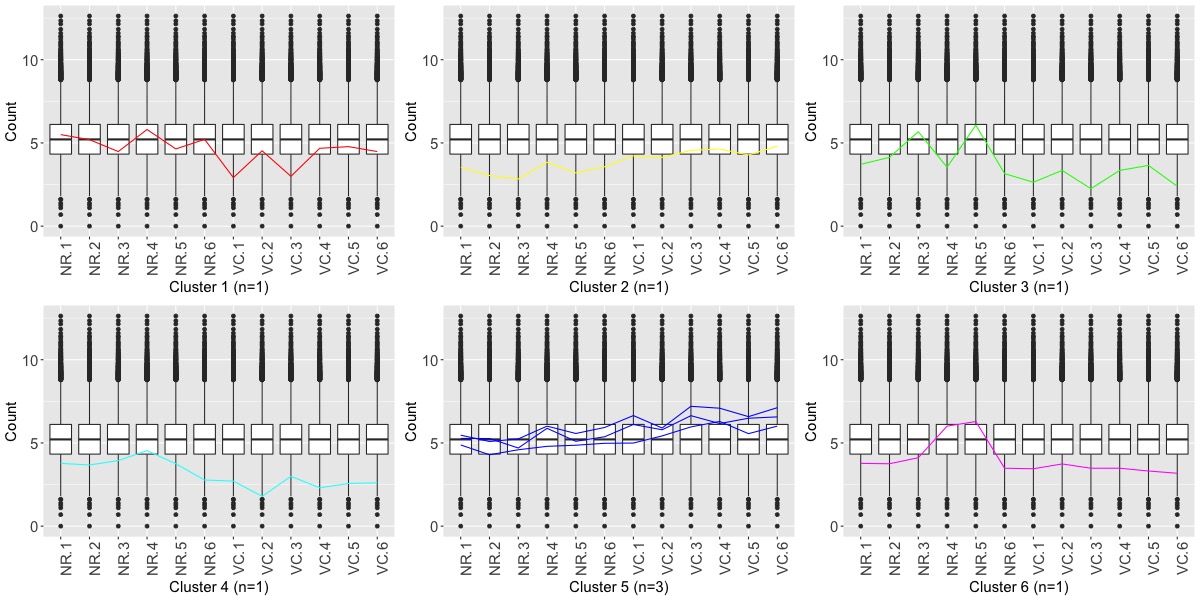 Count
10
5
0
NR.1 NR.2 NR.3 NR.4 NR.5 NR.6 VC.1 VC.2 VC.3 VC.4 VC.5 VC.6
Cluster 1 (n=1)
Count
10
5
0
NR.1 NR.2 NR.3 NR.4 NR.5 NR.6 VC.1 VC.2 VC.3 VC.4 VC.5 VC.6
Cluster 2 (n=1)
Count
10
5
0
NR.1 NR.2 NR.3 NR.4 NR.5 NR.6 VC.1 VC.2 VC.3 VC.4 VC.5 VC.6
Cluster 3 (n=1)
Count
10
5
0
NR.1 NR.2 NR.3 NR.4 NR.5 NR.6 VC.1 VC.2 VC.3 VC.4 VC.5 VC.6
Cluster 4 (n=1)
Count
10
5
0
NR.1 NR.2 NR.3 NR.4 NR.5 NR.6 VC.1 VC.2 VC.3 VC.4 VC.5 VC.6
Cluster 5 (n=3)
Count
10
5
0
NR.1 NR.2 NR.3 NR.4 NR.5 NR.6 VC.1 VC.2 VC.3 VC.4 VC.5 VC.6
Cluster 6 (n=1)